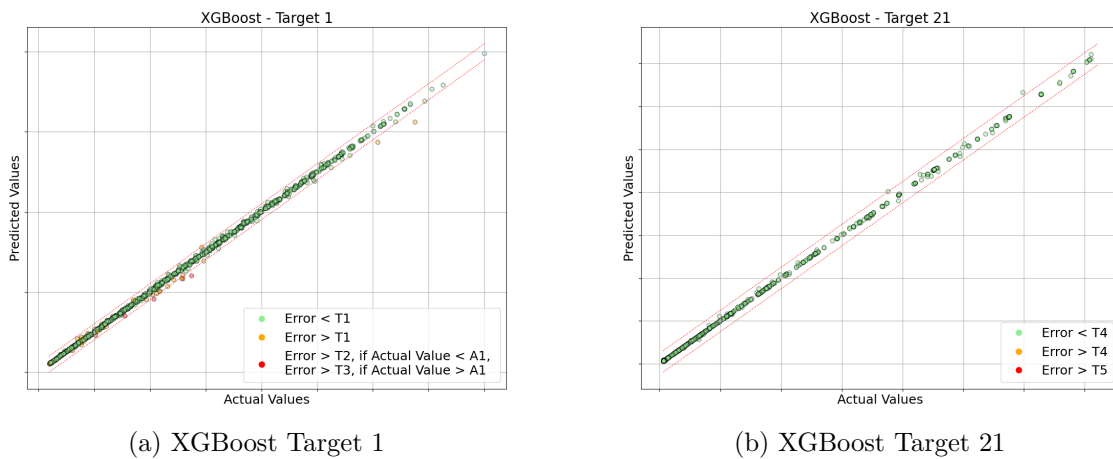 XGBoost - Target 1
Predicted Values
Error < T1
Error > T1
Error > T2, if Actual Value < A1,
Error > T3, if Actual Value > A1
Actual Values
(a) XGBoost Target 1
XGBoost - Target 21
Predicted Values
Error < T4
Error > T4
Error > T5
Actual Values
(b) XGBoost Target 21